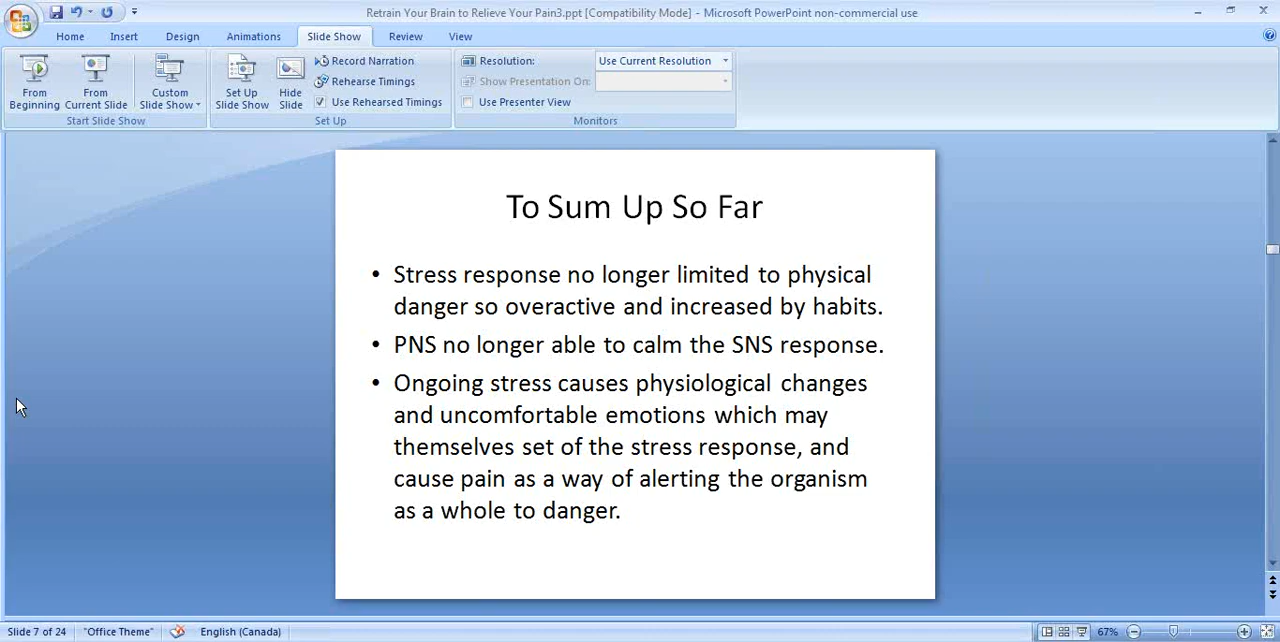 Retrain Your Brain to Relieve Your Pain3.ppt [Compatibility Mode] - Microsoft PowerPoint non-commercial use
Home Insert Design Animations Slide Show Review View
From Beginning
From Current Slide
Custom Slide Show
Start Slide Show
Set Up Slide Show
Hide Slide
Record Narration
Rehearse Timings
Use Rehearsed Timings
Set Up
Resolution: Use Current Resolution
Show Presentation On:
Use Presenter View
Monitors
To Sum Up So Far
• Stress response no longer limited to physical
danger so overactive and increased by habits.
• PNS no longer able to calm the SNS response.
• Ongoing stress causes physiological changes
and uncomfortable emotions which may
themselves set of the stress response, and
cause pain as a way of alerting the organism
as a whole to danger.
Slide 7 of 24 "Office Theme" English (Canada) 67%